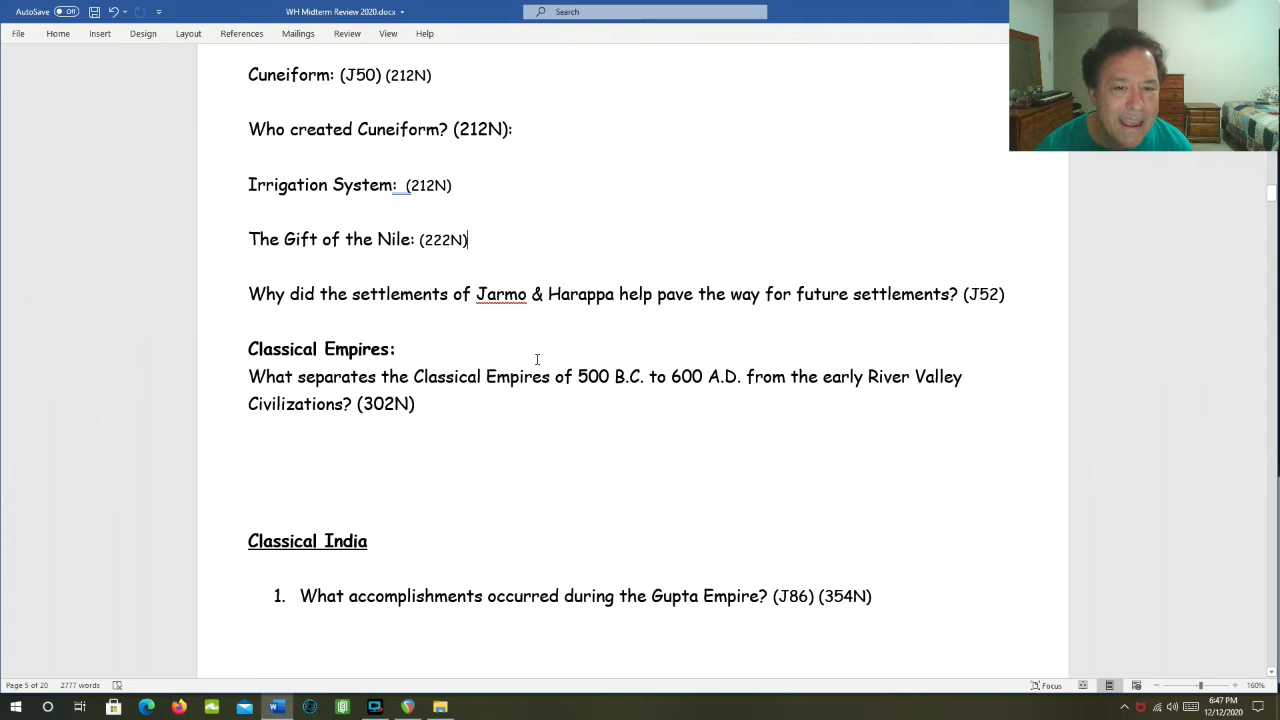 AutoSave Off
WH Midterm Review 2020.docx
Search
File Home Insert Design Layout References Mailings Review View Help
Cuneiform: (J50) (212N)
Who created Cuneiform? (212N):
Irrigation System: (212N)
The Gift of the Nile: (222N)
Why did the settlements of Jarmo & Harappa help pave the way for future settlements? (J52)
Classical Empires:
What separates the Classical Empires of 500 B.C. to 600 A.D. from the early River Valley
Civilizations? (302N)
Classical India
1. What accomplishments occurred during the Gupta Empire? (J86) (354N)
Page 5 of 20 2777 words Focus 160%
6:47 PM
12/12/2020